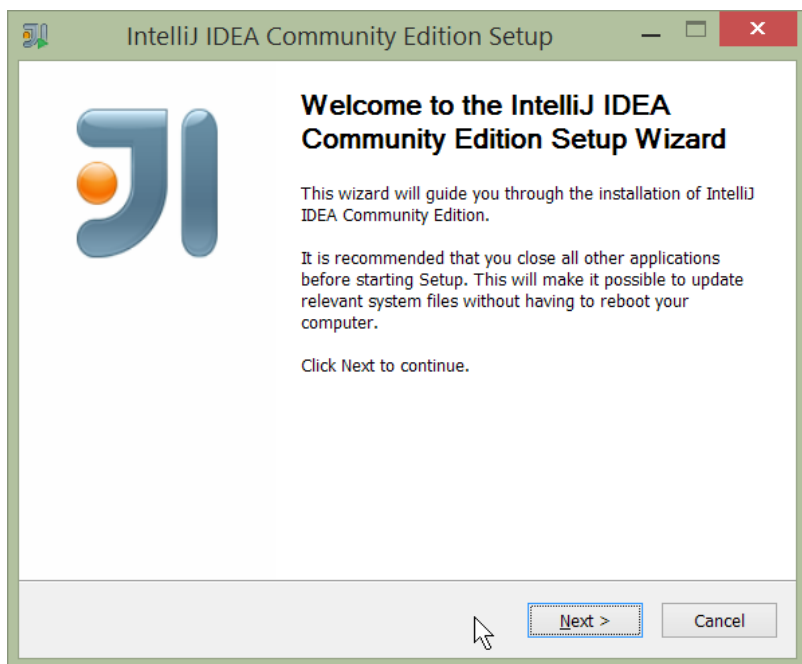 IntelliJ IDEA Community Edition Setup
Welcome to the IntelliJ IDEA
Community Edition Setup Wizard
This wizard will guide you through the installation of IntelliJ
IDEA Community Edition.
It is recommended that you close all other applications
before starting Setup. This will make it possible to update
relevant system files without having to reboot your
computer.
Click Next to continue.
Next >
Cancel